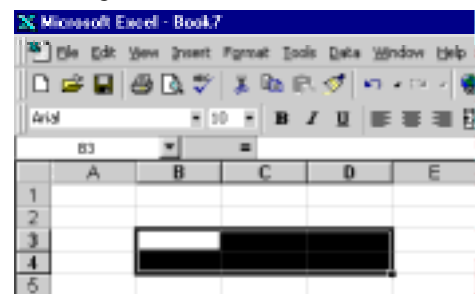 Microsoft Excel - Book7
File Edit View Insert Format Tools Data Window Help
Arial 10 B I U
B3 =
A B C D E
1
2
3
4
5